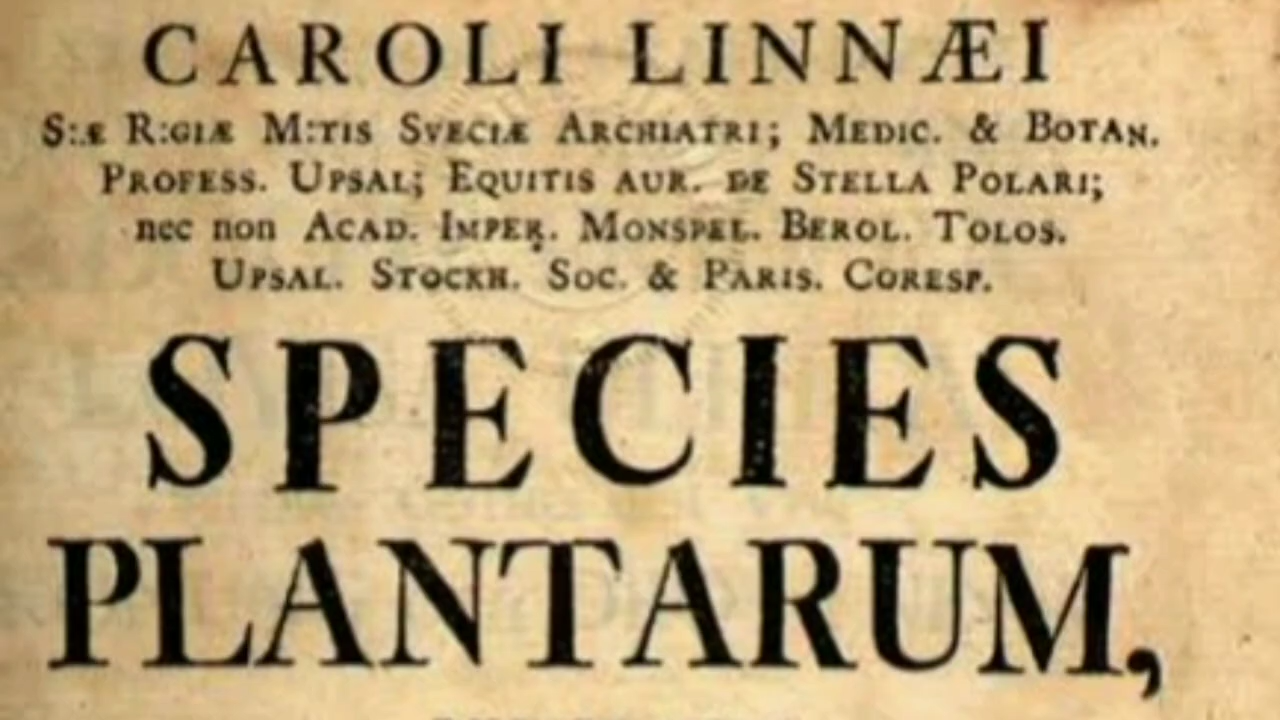 CAROLI LINNÆI
S:Æ R:GIÆ M:TIS SVECIÆ ARCHIATRI; MEDIC. & BOTAN.
PROFESS. UPSAL; EQUITIS AUR. DE STELLA POLARI;
nec non ACAD. IMPER. MONSPEL. BEROL. TOLOS.
UPSAL. STOCKH. SOC. & PARIS. CORESP.
SPECIES
PLANTARUM,